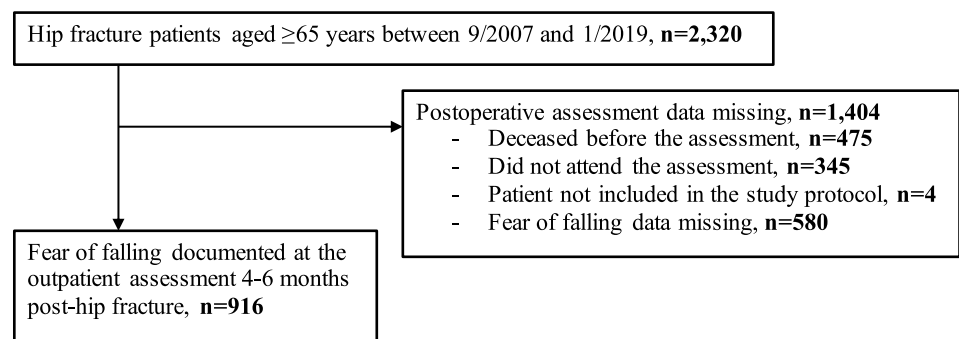 Hip fracture patients aged ≥65 years between 9/2007 and 1/2019, n=2,320
Postoperative assessment data missing, n=1,404
- Deceased before the assessment, n=475
- Did not attend the assessment, n=345
- Patient not included in the study protocol, n=4
- Fear of falling data missing, n=580
Fear of falling documented at the
outpatient assessment 4-6 months
post-hip fracture, n=916